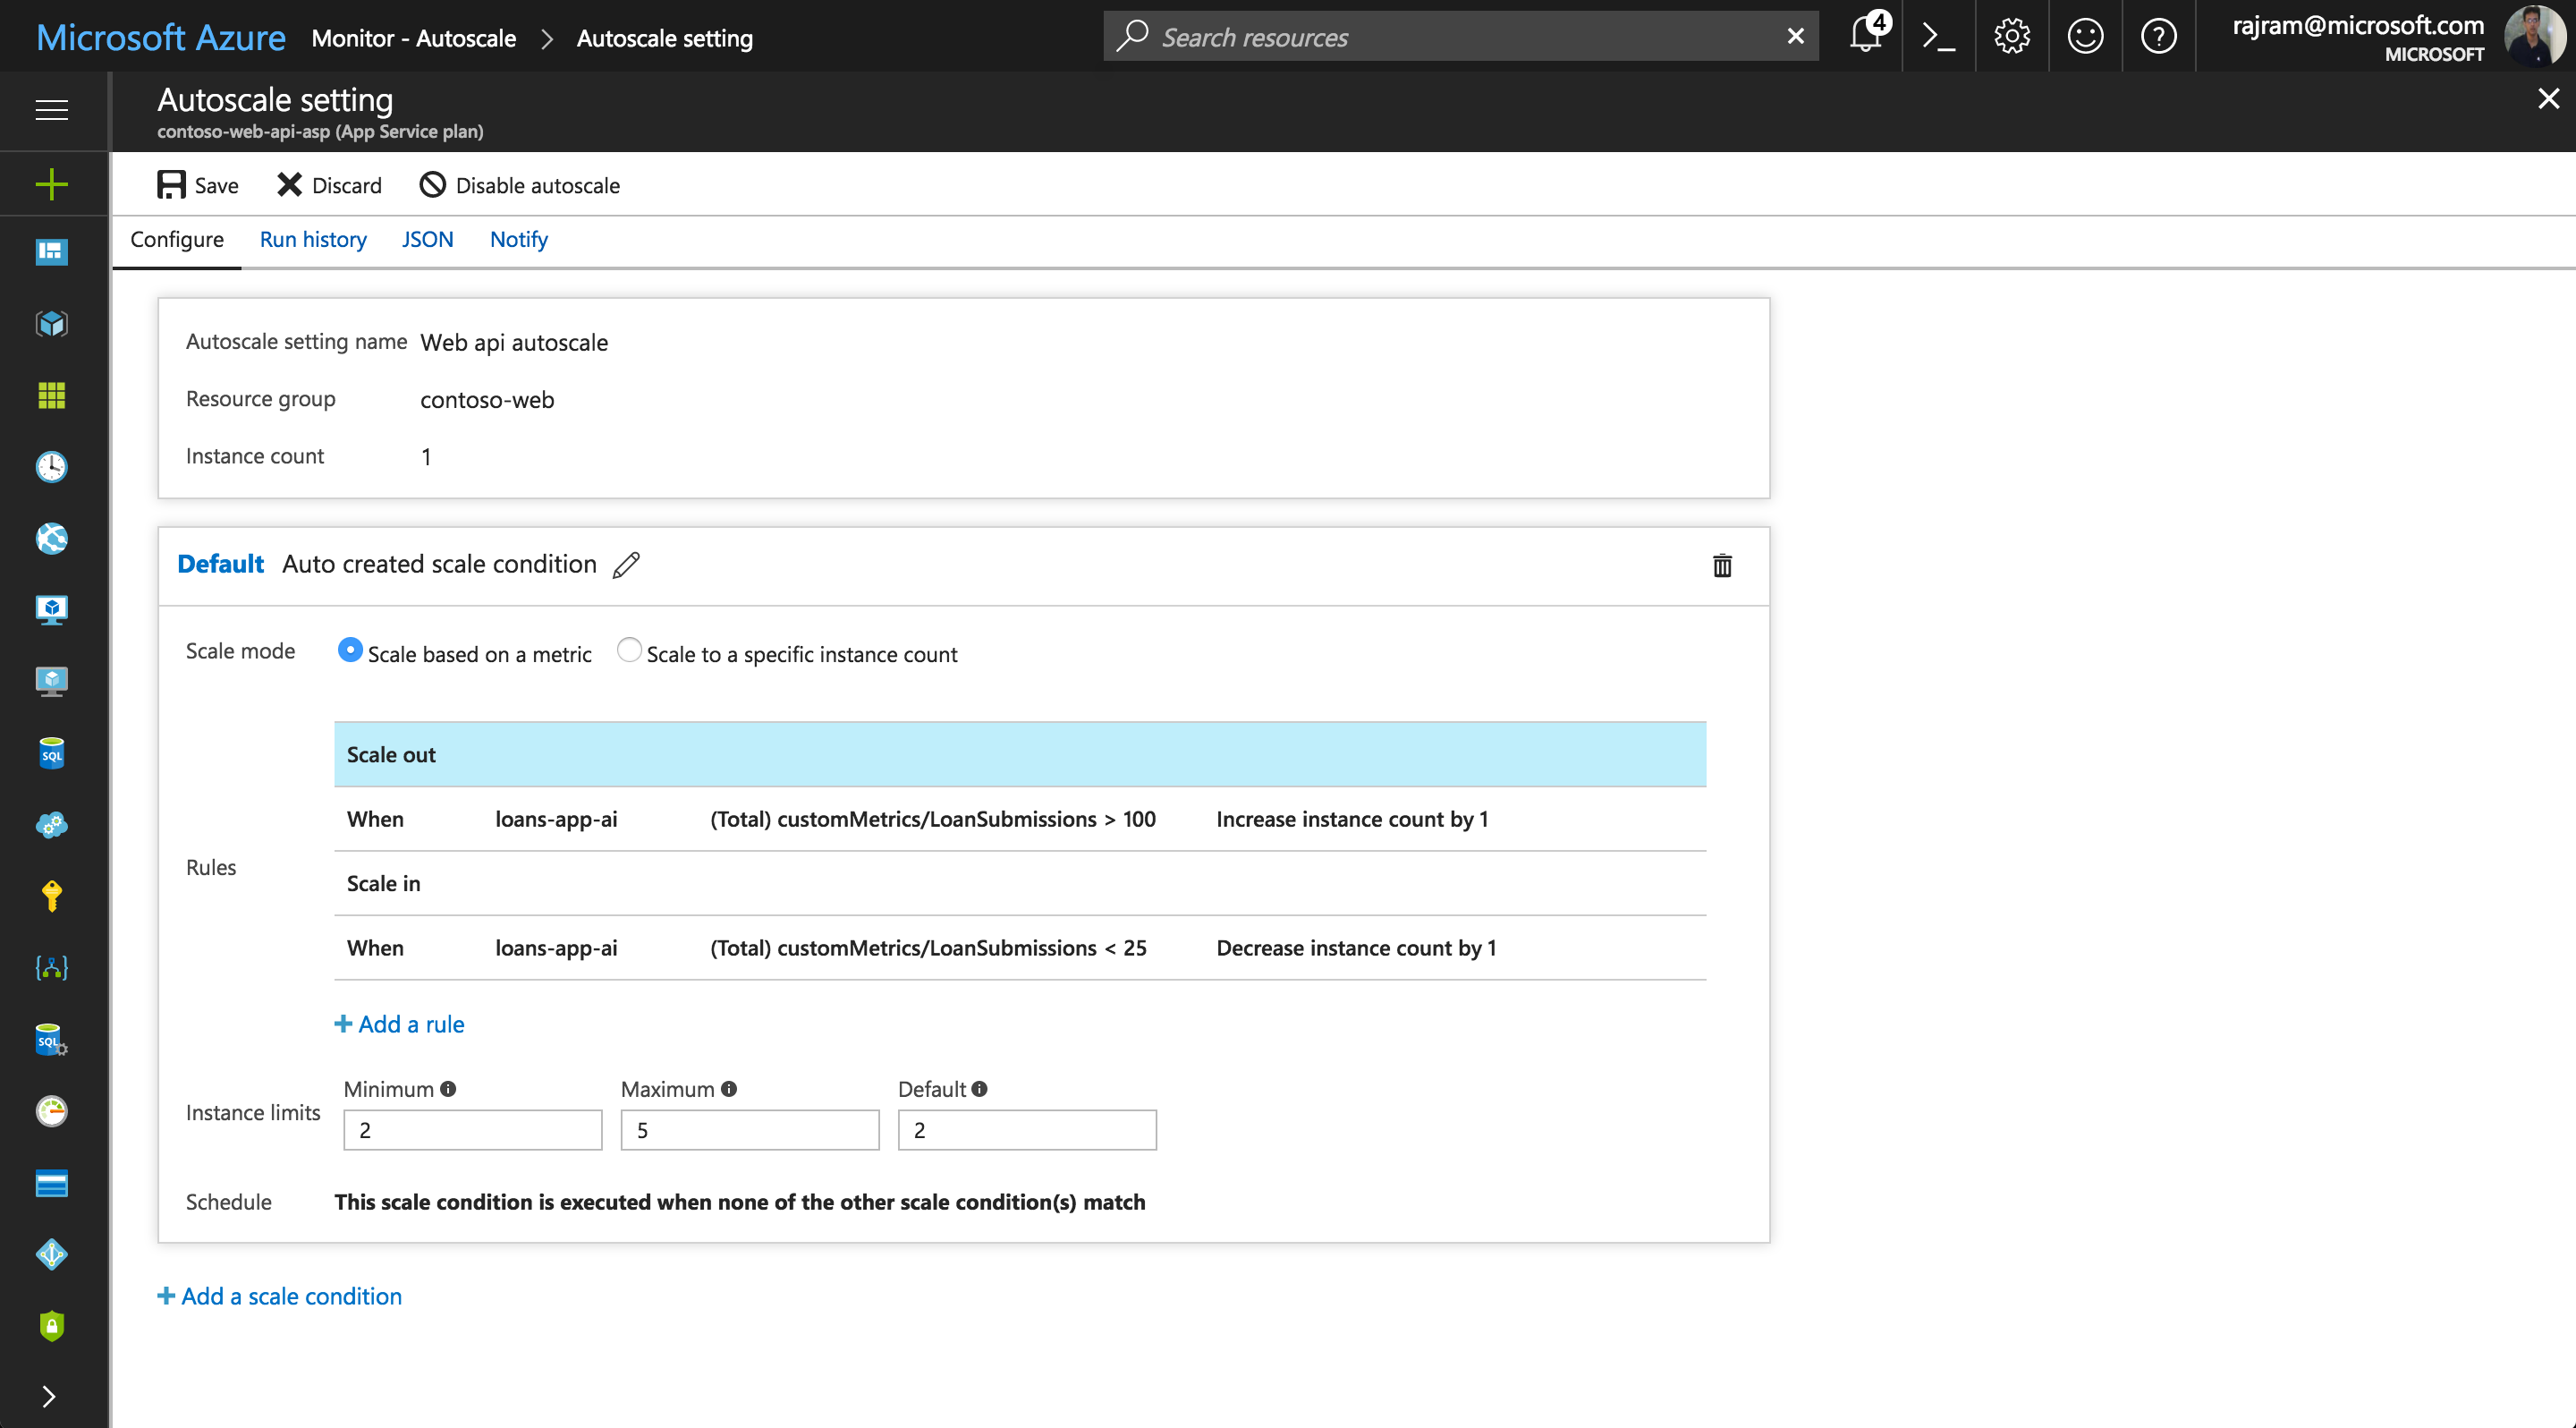 Microsoft Azure Monitor - Autoscale > Autoscale setting Search resources 4 rajram@microsoft.com
MICROSOFT
Autoscale setting
contoso-web-api-asp (App Service plan)
Save Discard Disable autoscale
Configure Run history JSON Notify
Autoscale setting name Web api autoscale
Resource group contoso-web
Instance count 1
Default Auto created scale condition
Scale mode Scale based on a metric Scale to a specific instance count
Scale out
When loans-app-ai (Total) customMetrics/LoanSubmissions > 100 Increase instance count by 1
Rules
Scale in
When loans-app-ai (Total) customMetrics/LoanSubmissions < 25 Decrease instance count by 1
+ Add a rule
Minimum Maximum Default
Instance limits 2 5 2
Schedule This scale condition is executed when none of the other scale condition(s) match
+ Add a scale condition
SQL
SQL